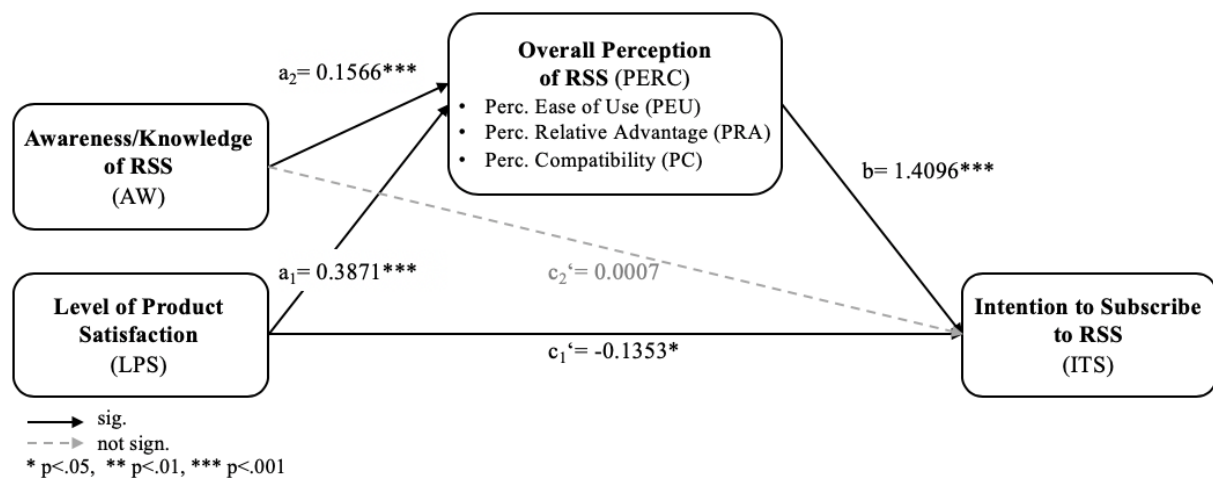 Overall Perception
of RSS (PERC)
• Perc. Ease of Use (PEU)
• Perc. Relative Advantage (PRA)
• Perc. Compatibility (PC)
a₂= 0.1566***
Awareness/Knowledge
of RSS
(AW)
b= 1.4096***
a₁= 0.3871***
c₂‘= 0.0007
Level of Product
Satisfaction
(LPS)
c₁‘= -0.1353*
Intention to Subscribe
to RSS
(ITS)
sig.
not sign.
* p<.05, ** p<.01, *** p<.001